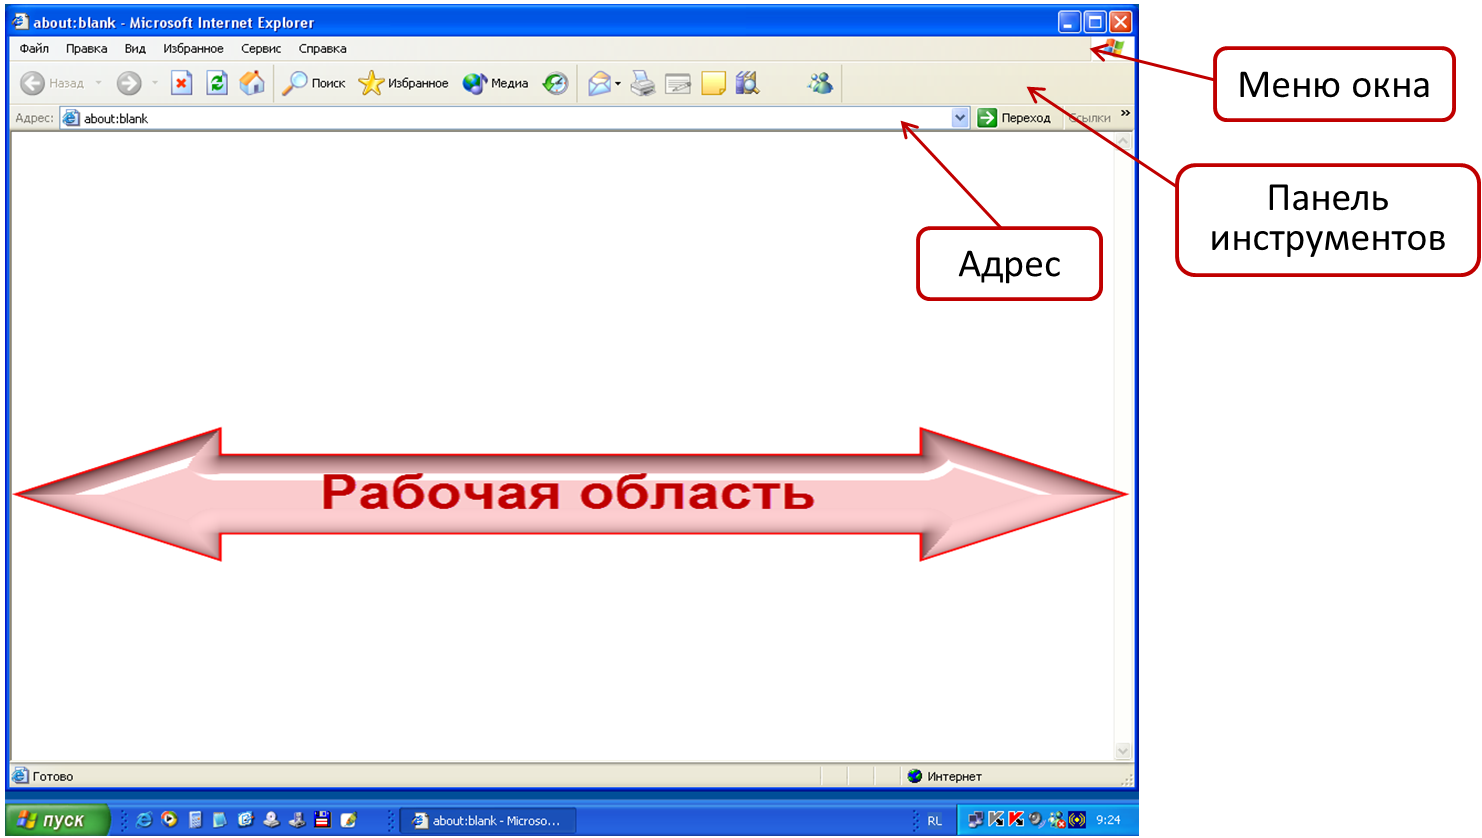 about:blank - Microsoft Internet Explorer
Файл Правка Вид Избранное Сервис Справка
Назад Поиск Избранное Медиа
Адрес: about:blank Переход Ссылки »
Меню окна
Панель
инструментов
Адрес
Рабочая область
Готово Интернет
пуск about:blank - Microso... RL 9:24